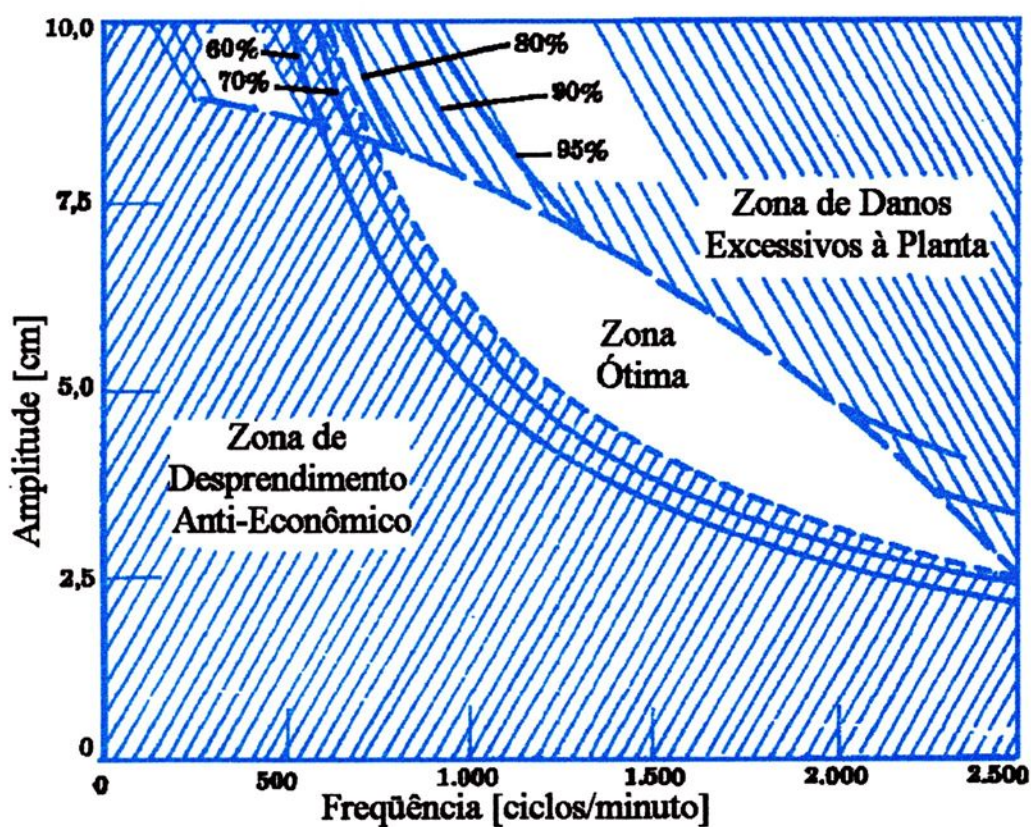 10,0
60%
80%
70%
90%
95%
7,5
Zona de Danos
Excessivos à Planta
Zona
Ótima
Amplitude [cm]
5,0
Zona de
Desprendimento
Anti-Econômico
2,5
0
0
500
1.000
1.500
2.000
2.500
Freqüência [ciclos/minuto]